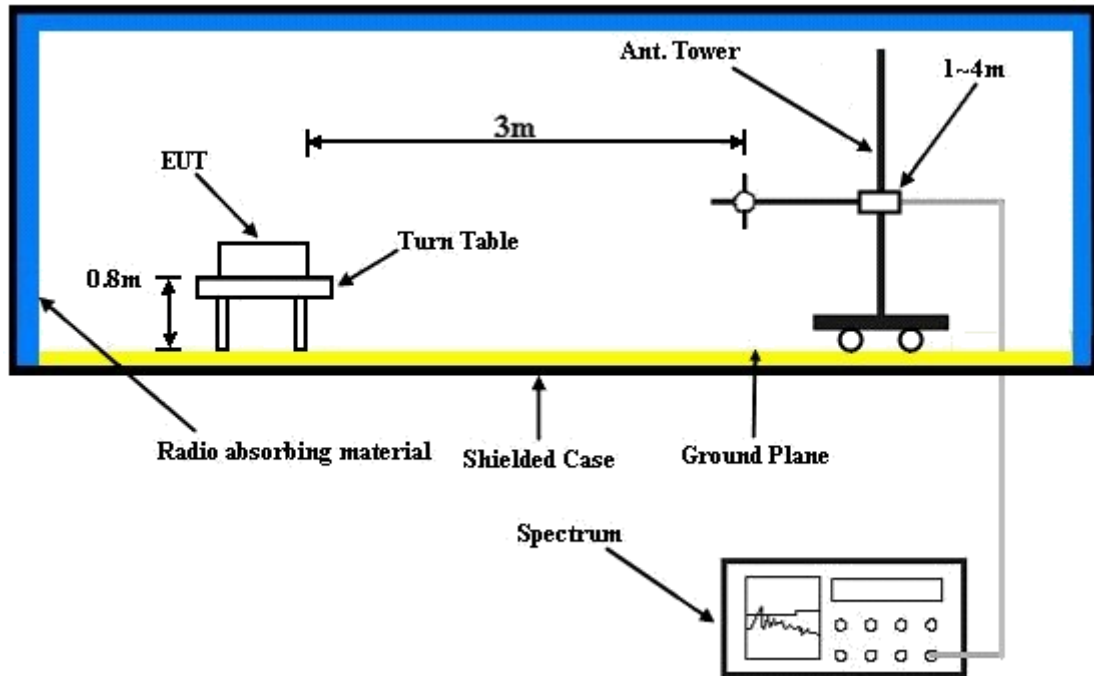 Ant. Tower
1~4m
3m
EUT
Turn Table
0.8m
Radio absorbing material
Shielded Case
Ground Plane
Spectrum